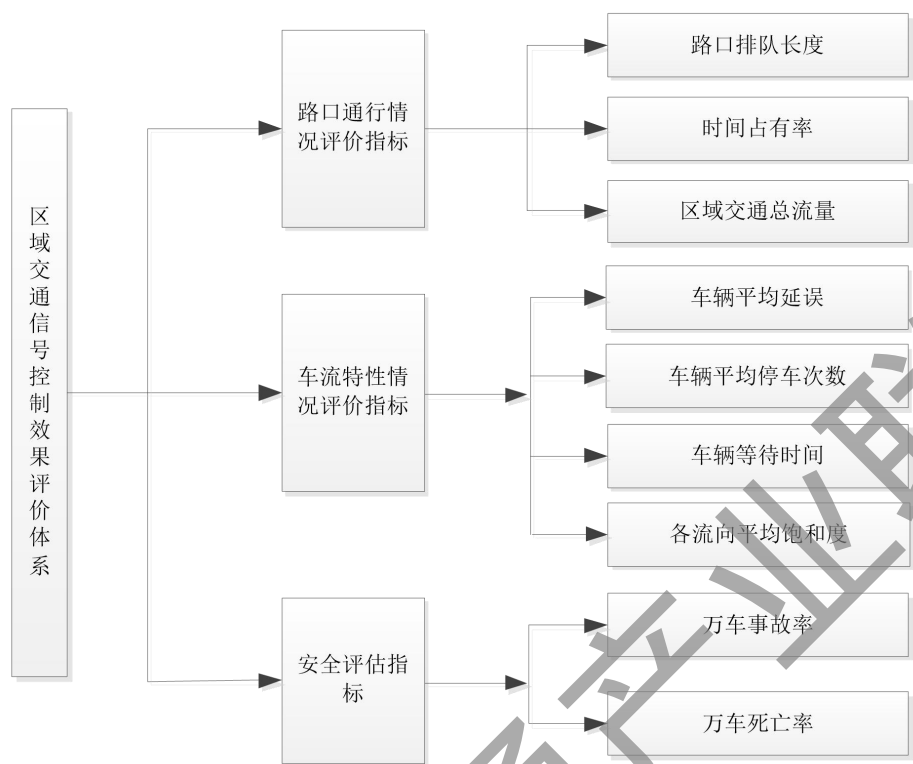 区域交通信号控制效果评价体系
路口通行情
况评价指标
路口排队长度
时间占有率
区域交通总流量
车流特性情
况评价指标
车辆平均延误
车辆平均停车次数
车辆等待时间
各流向平均饱和度
安全评估指
标
万车事故率
万车死亡率
产业联